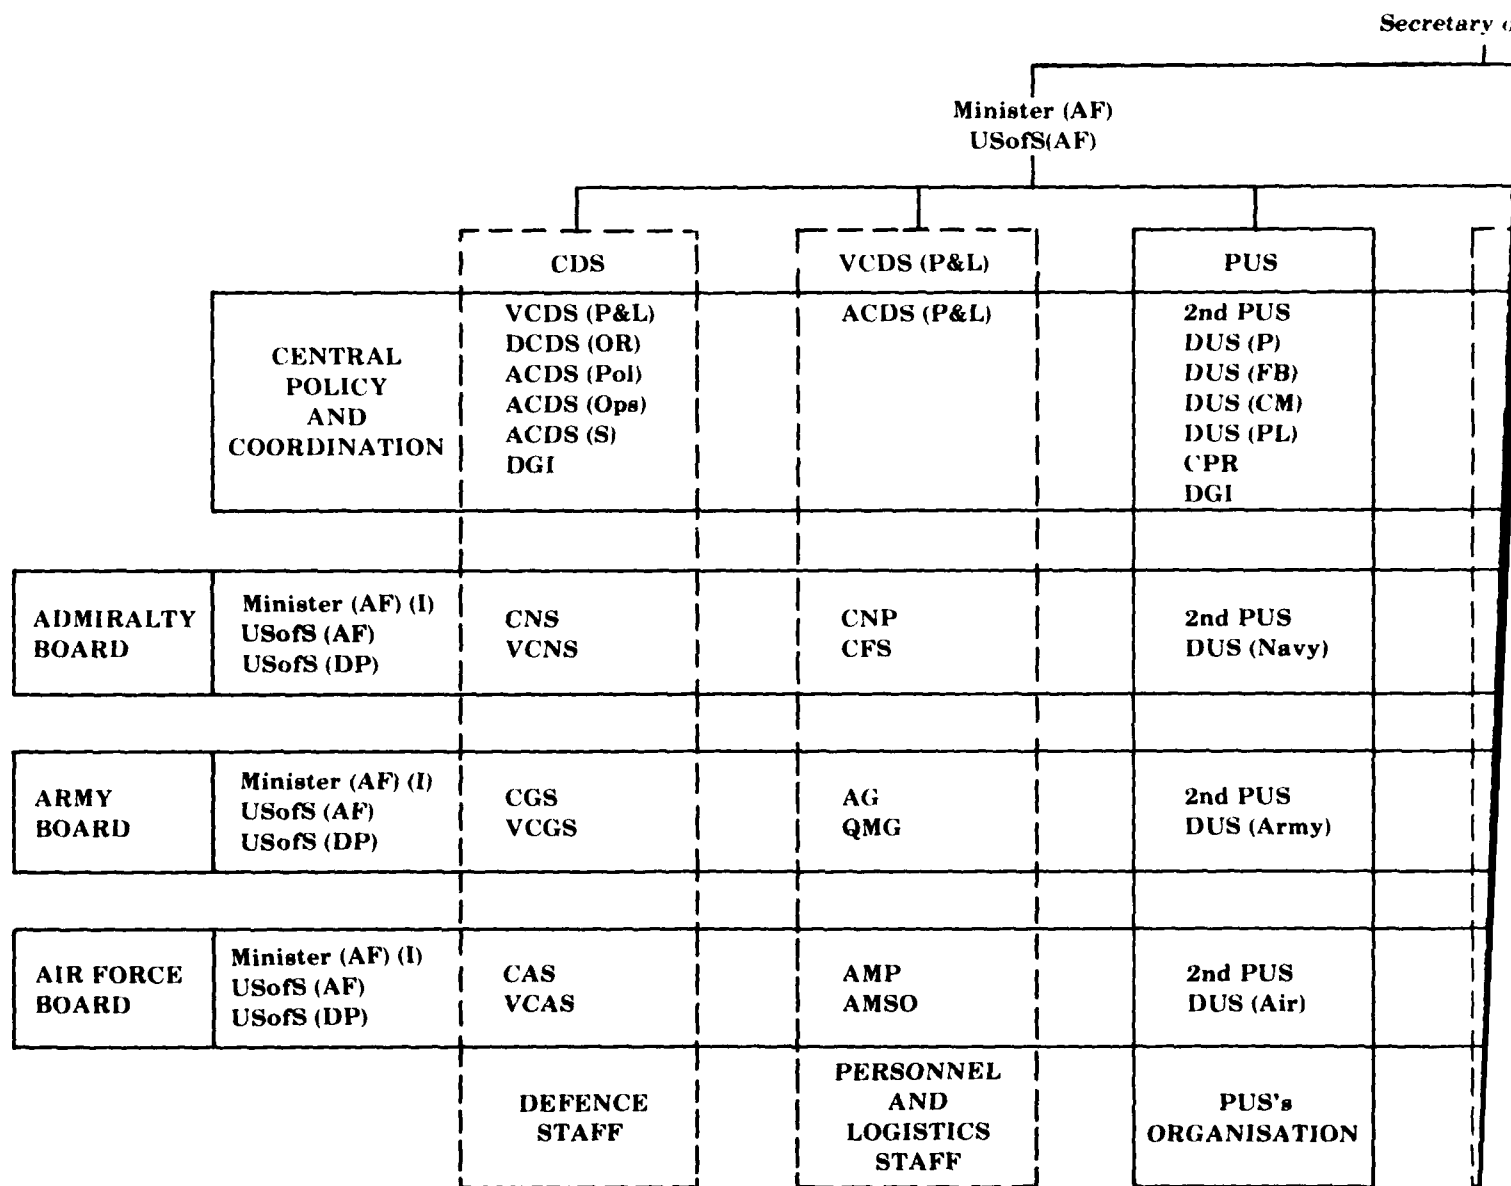 Secretary
Minister (AF)
USofS(AF)
CDS
VCDS (P&L)
PUS
CENTRAL
POLICY
AND
COORDINATION
VCDS (P&L)
DCDS (OR)
ACDS (Pol)
ACDS (Ops)
ACDS (S)
DGI
ACDS (P&L)
2nd PUS
DUS (P)
DUS (FB)
DUS (CM)
DUS (PL)
CPR
DGI
ADMIRALTY
BOARD
Minister (AF) (I)
USofS (AF)
USofS (DP)
CNS
VCNS
CNP
CFS
2nd PUS
DUS (Navy)
ARMY
BOARD
Minister (AF) (I)
USofS (AF)
USofS (DP)
CGS
VCGS
AG
QMG
2nd PUS
DUS (Army)
AIR FORCE
BOARD
Minister (AF) (I)
USofS (AF)
USofS (DP)
CAS
VCAS
AMP
AMSO
2nd PUS
DUS (Air)
DEFENCE
STAFF
PERSONNEL
AND
LOGISTICS
STAFF
PUS's
ORGANISATION